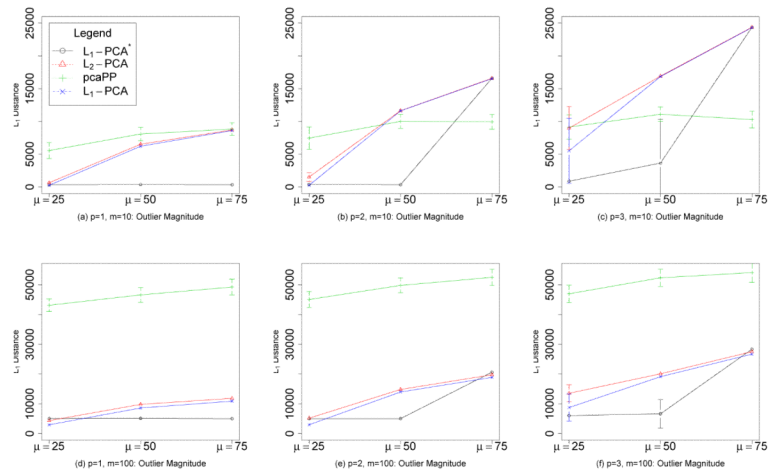 Legend
L₁−PCA*
L₂−PCA
pcaPP
L₁−PCA
L₁ Distance
0
5000
15000
25000
μ = 25
μ = 50
μ = 75
(a) p=1, m=10: Outlier Magnitude
L₁ Distance
0
5000
15000
25000
μ = 25
μ = 50
μ = 75
(b) p=2, m=10: Outlier Magnitude
L₁ Distance
0
5000
15000
25000
μ = 25
μ = 50
μ = 75
(c) p=3, m=10: Outlier Magnitude
L₁ Distance
0
10000
30000
50000
μ = 25
μ = 50
μ = 75
(d) p=1, m=100: Outlier Magnitude
L₁ Distance
0
10000
30000
50000
μ = 25
μ = 50
μ = 75
(e) p=2, m=100: Outlier Magnitude
L₁ Distance
0
10000
30000
50000
μ = 25
μ = 50
μ = 75
(f) p=3, m=100: Outlier Magnitude